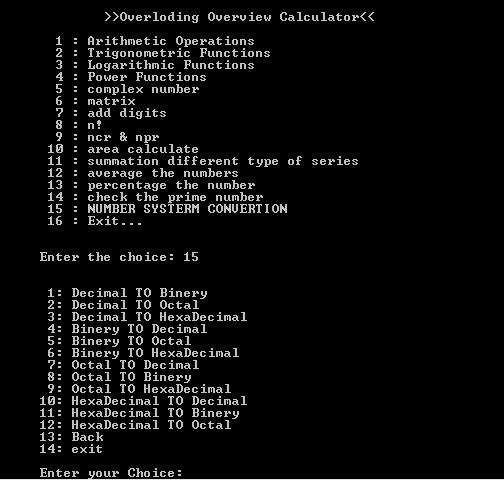 >>Overloding Overview Calculator<<
1 : Arithmetic Operations
2 : Trigonometric Functions
3 : Logarithmic Functions
4 : Power Functions
5 : complex number
6 : matrix
7 : add digits
8 : n!
9 : ncr & npr
10 : area calculate
11 : summation different type of series
12 : average the numbers
13 : percentage the number
14 : check the prime number
15 : NUMBER SYSTERM CONVERTION
16 : Exit...
Enter the choice: 15
1: Decimal TO Binery
2: Decimal TO Octal
3: Decimal TO HexaDecimal
4: Binery TO Decimal
5: Binery TO Octal
6: Binery TO HexaDecimal
7: Octal TO Decimal
8: Octal TO Binery
9: Octal TO HexaDecimal
10: HexaDecimal TO Decimal
11: HexaDecimal TO Binery
12: HexaDecimal TO Octal
13: Back
14: exit
Enter your Choice: